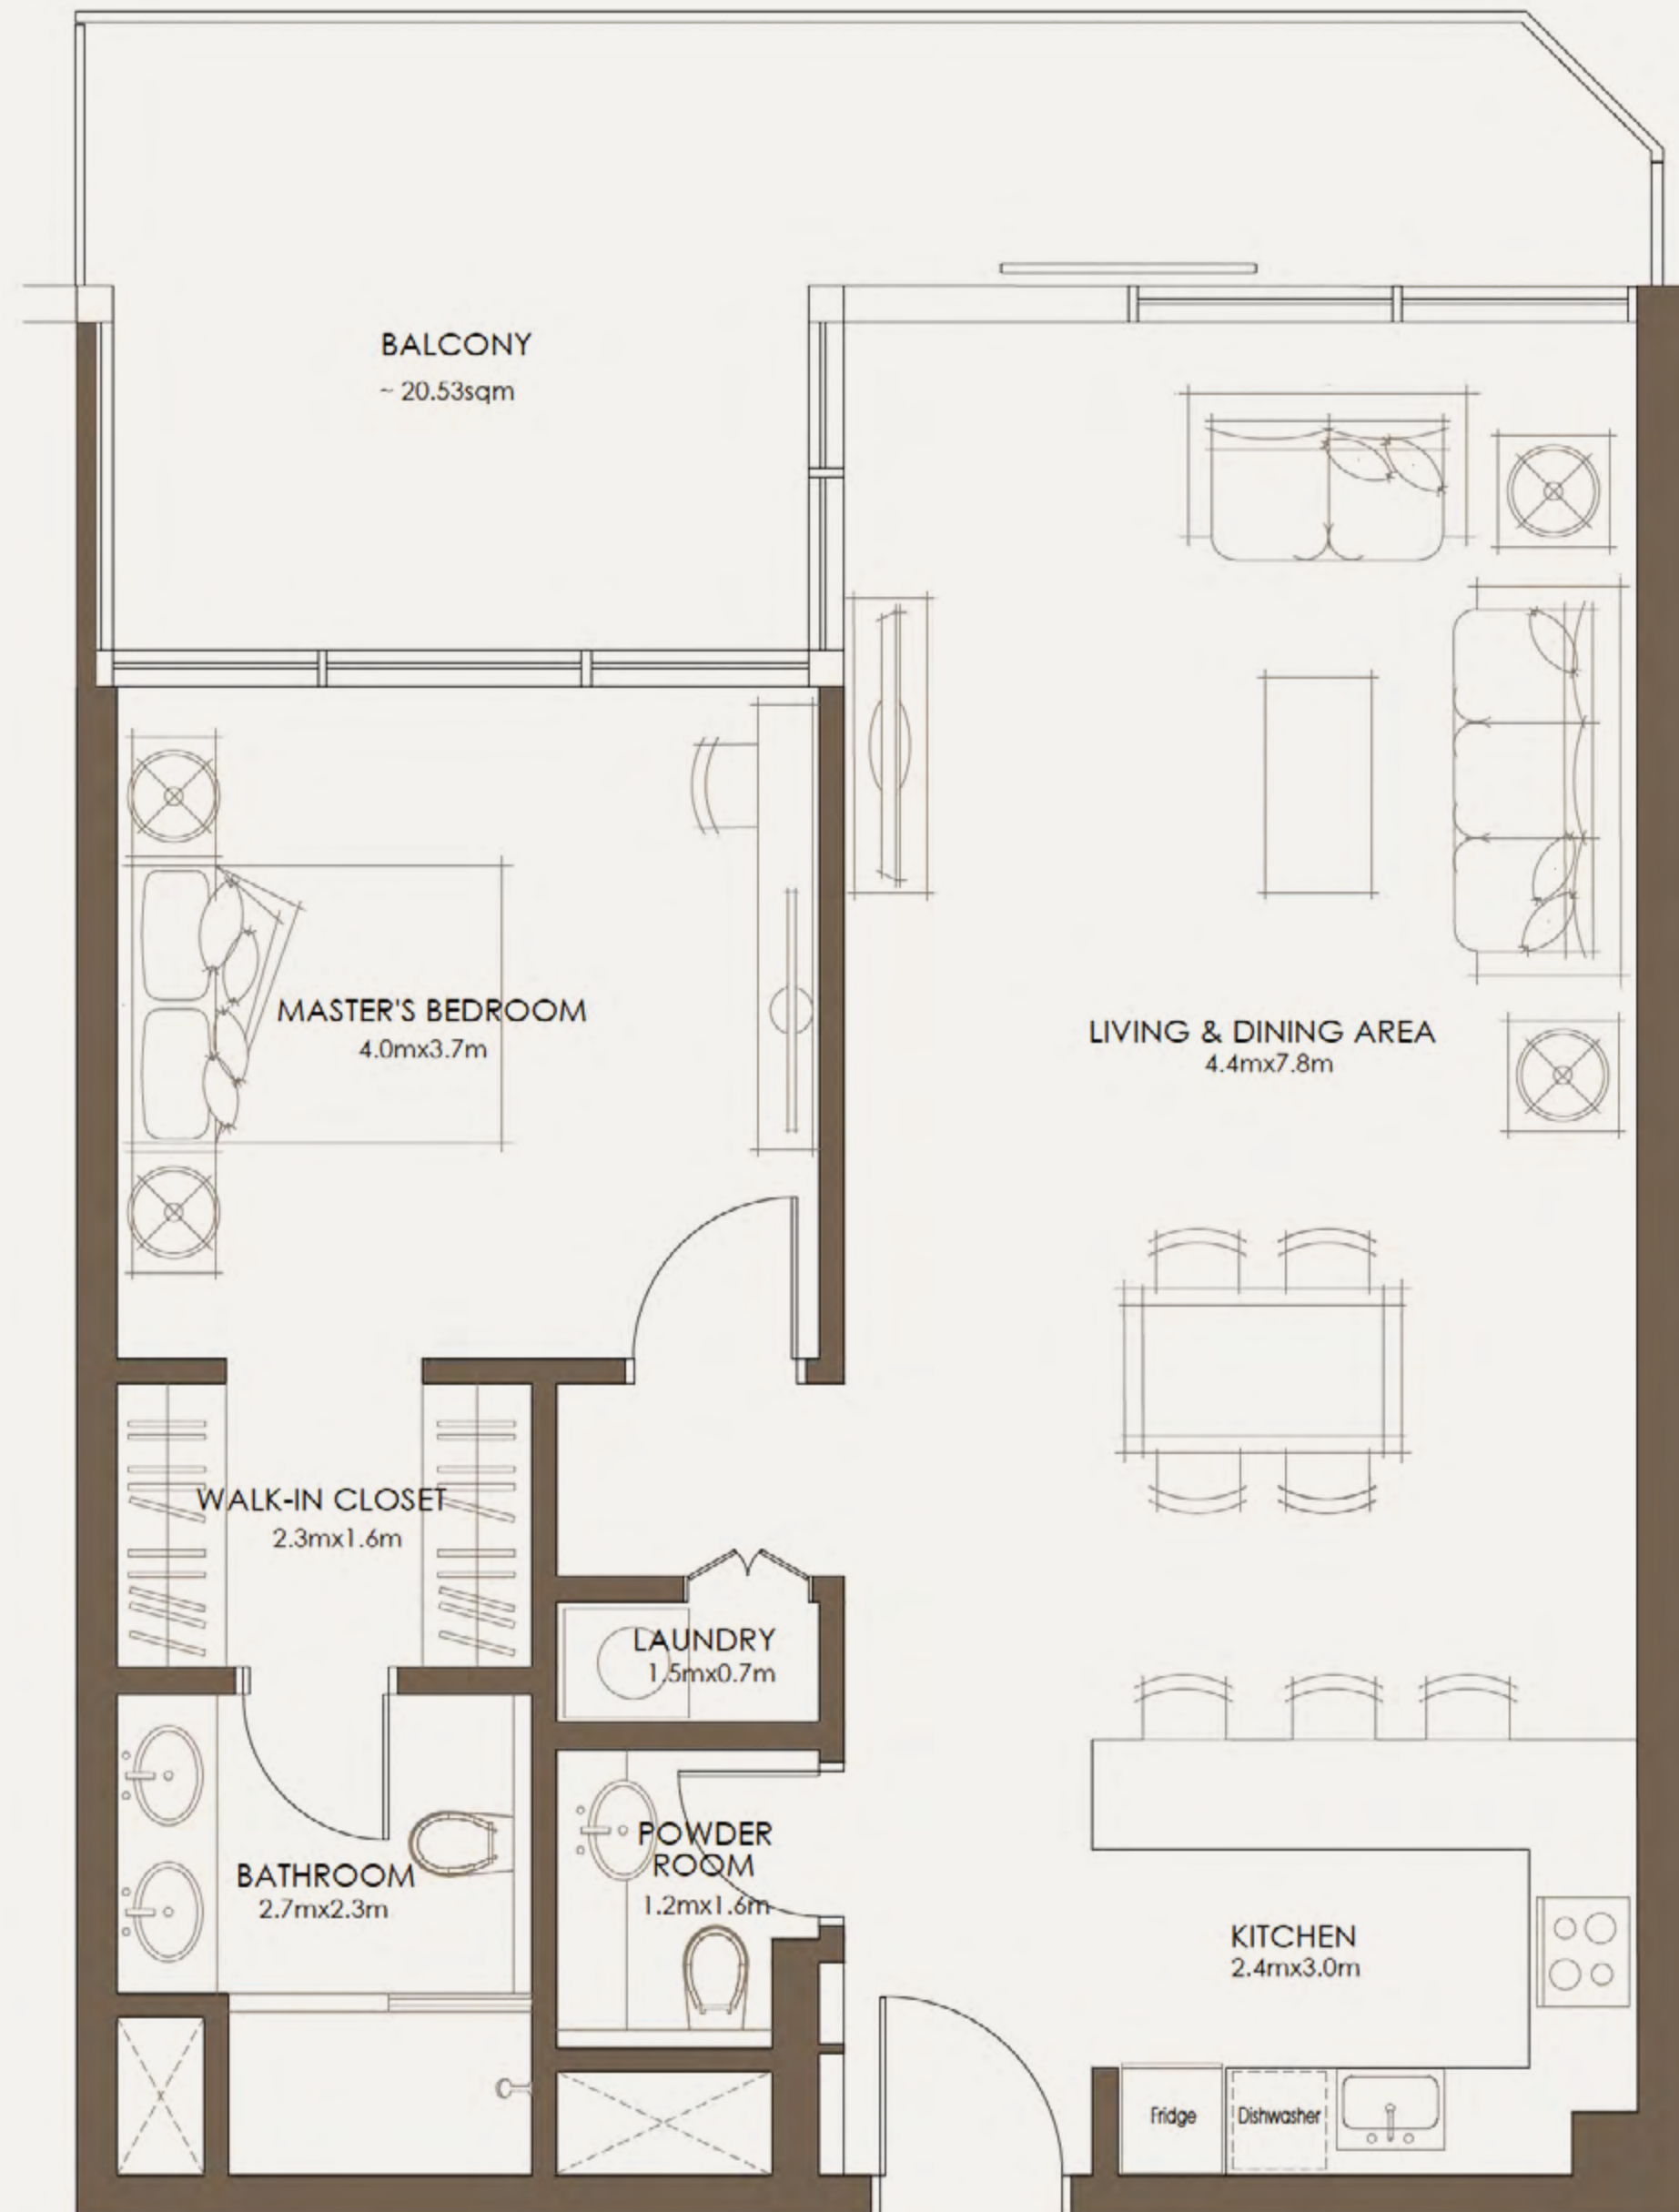 BALCONY
~ 20.53sqm
MASTER'S BEDROOM
4.0mx3.7m
LIVING & DINING AREA
4.4mx7.8m
WALK-IN CLOSET
2.3mx1.6m
LAUNDRY
1.5mx0.7m
POWDER
ROOM
1.2mx1.6m
BATHROOM
2.7mx2.3m
KITCHEN
2.4mx3.0m
Fridge
Dishwasher